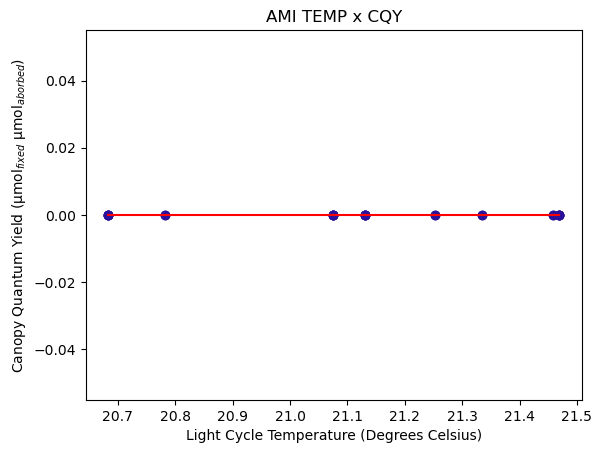 AMI TEMP x CQY
Canopy Quantum Yield (μmol_fixed μmol_aborbed)
0.04
0.02
0.00
−0.02
−0.04
20.7 20.8 20.9 21.0 21.1 21.2 21.3 21.4 21.5
Light Cycle Temperature (Degrees Celsius)